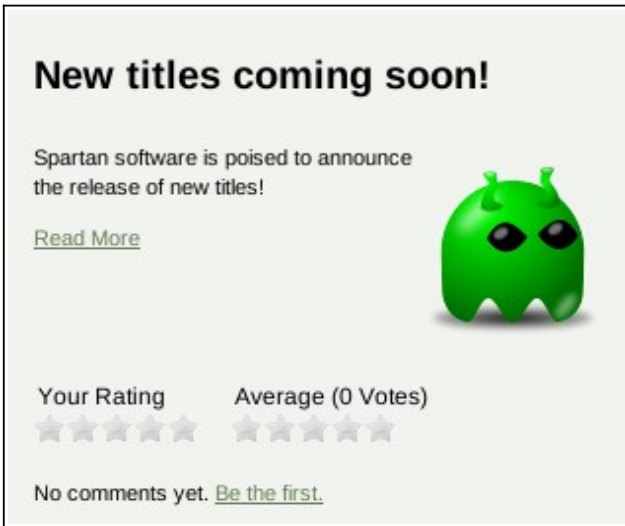 New titles coming soon!
Spartan software is poised to announce
the release of new titles!
Read More
Your Rating
Average (0 Votes)
No comments yet. Be the first.